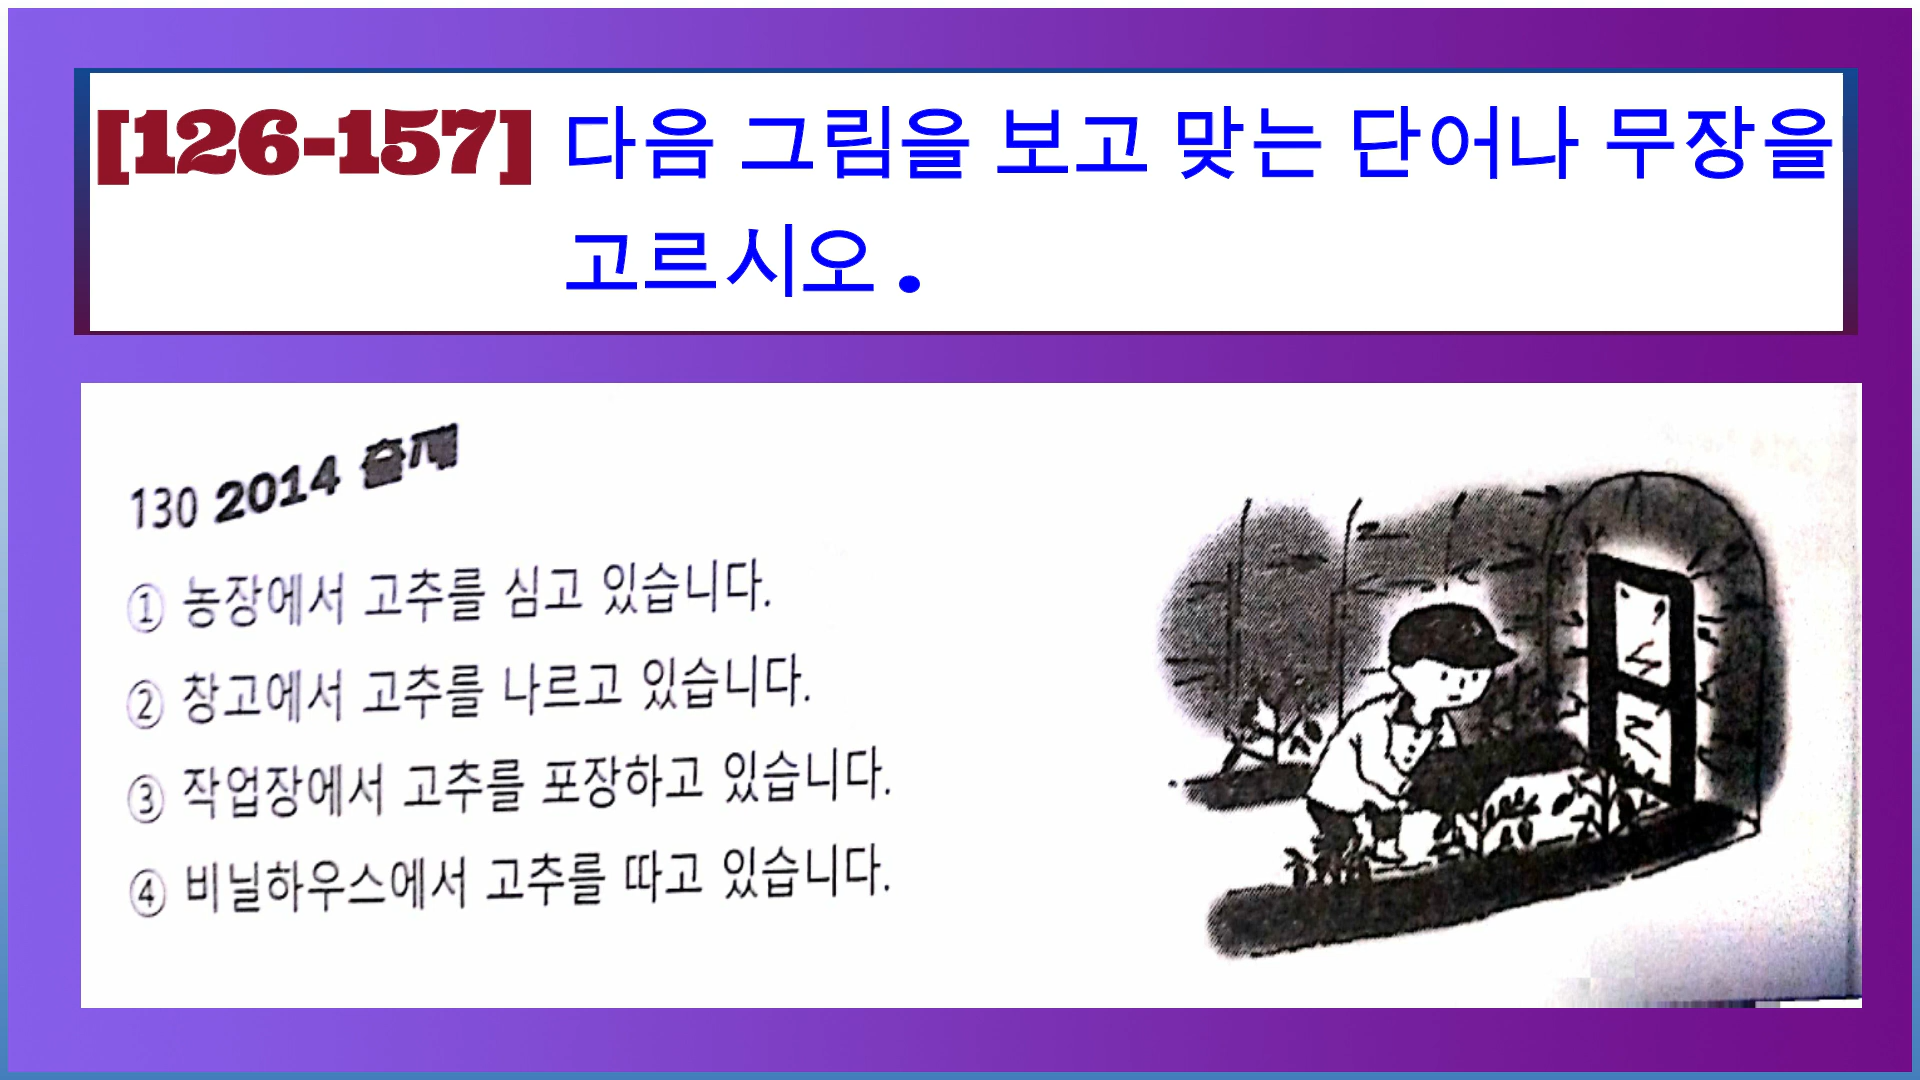 [126-157] 다음 그림을 보고 맞는 단어나 무장을
고르시오.
130 2014 출제
① 농장에서 고추를 심고 있습니다.
② 창고에서 고추를 나르고 있습니다.
③ 작업장에서 고추를 포장하고 있습니다.
④ 비닐하우스에서 고추를 따고 있습니다.